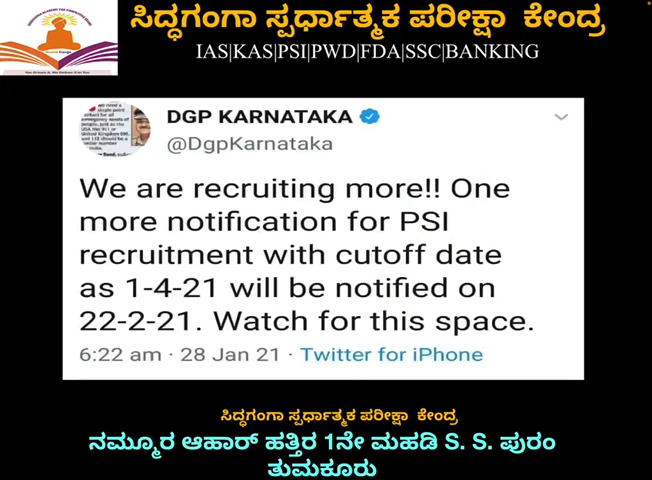 ಸಿದ್ಧಗಂಗಾ ಸ್ಪರ್ಧಾತ್ಮಕ ಪರೀಕ್ಷಾ ಕೇಂದ್ರ
IAS|KAS|PSI|PWD|FDA|SSC|BANKING
DGP KARNATAKA
@DgpKarnataka
We are recruiting more!! One
more notification for PSI
recruitment with cutoff date
as 1-4-21 will be notified on
22-2-21. Watch for this space.
6:22 am · 28 Jan 21 · Twitter for iPhone
ಸಿದ್ಧಗಂಗಾ ಸ್ಪರ್ಧಾತ್ಮಕ ಪರೀಕ್ಷಾ ಕೇಂದ್ರ
ನಮ್ಮೂರ ಆಹಾರ್ ಹತ್ತಿರ 1ನೇ ಮಹಡಿ S. S. ಪುರಂ
ತುಮಕೂರು